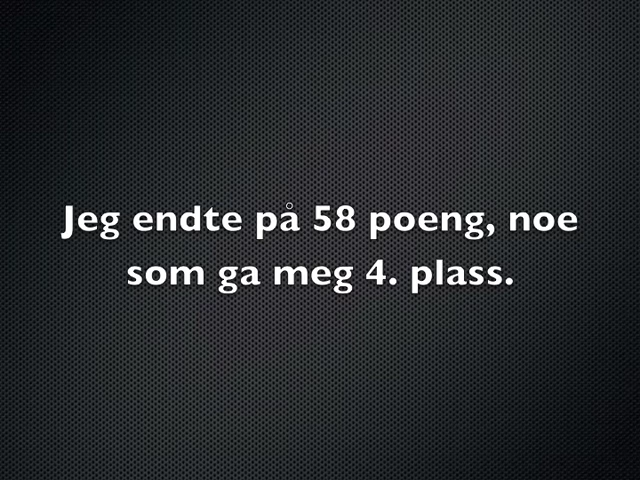 Jeg endte på 58 poeng, noe
som ga meg 4. plass.